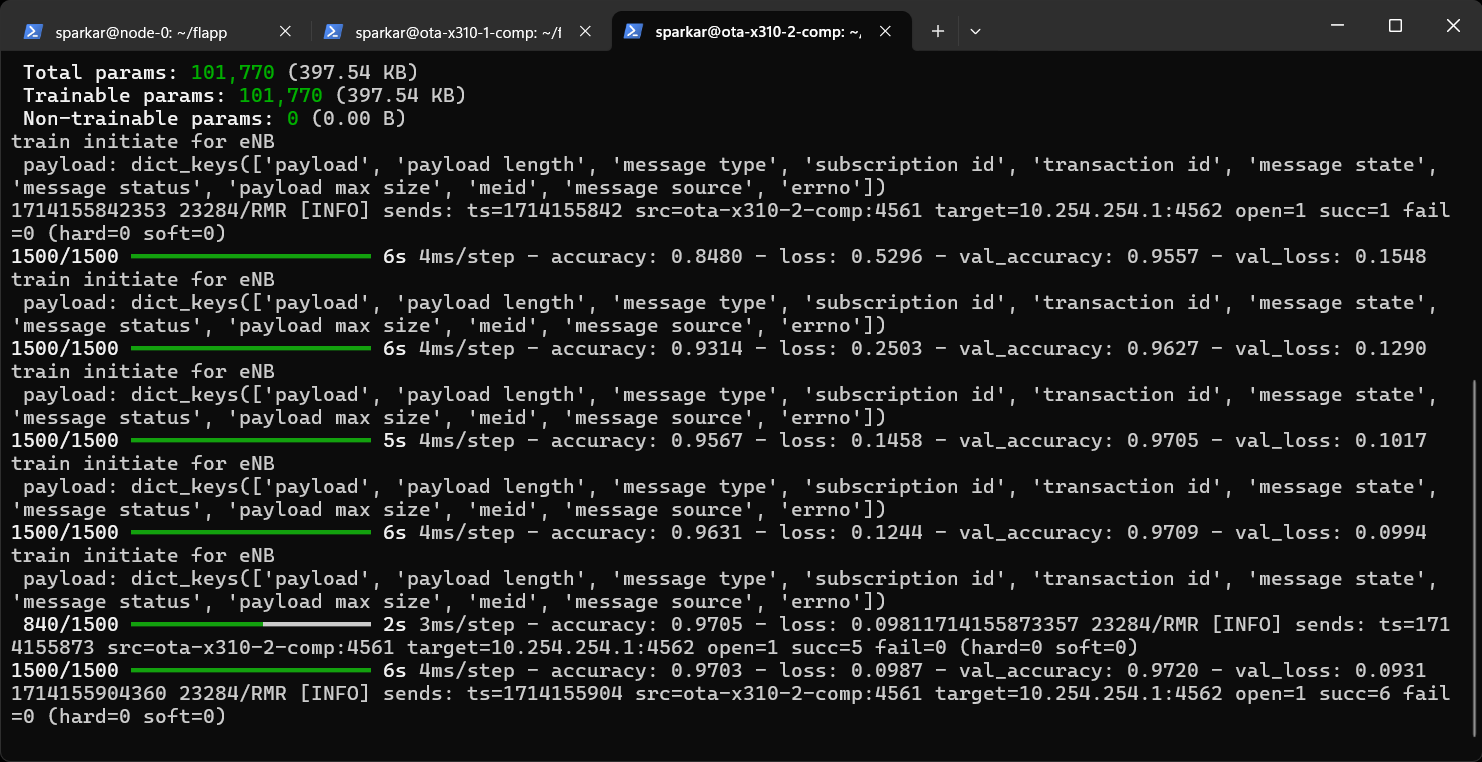 sparkar@node-0: ~/flapp
sparkar@ota-x310-1-comp: ~/f
sparkar@ota-x310-2-comp: ~/
Total params: 101,770 (397.54 KB)
Trainable params: 101,770 (397.54 KB)
Non-trainable params: 0 (0.00 B)
train initiate for eNB
payload: dict_keys(['payload', 'payload length', 'message type', 'subscription id', 'transaction id', 'message state',
'message status', 'payload max size', 'meid', 'message source', 'errno'])
1714155842353 23284/RMR [INFO] sends: ts=1714155842 src=ota-x310-2-comp:4561 target=10.254.254.1:4562 open=1 succ=1 fail
=0 (hard=0 soft=0)
1500/1500 6s 4ms/step - accuracy: 0.8480 - loss: 0.5296 - val_accuracy: 0.9557 - val_loss: 0.1548
train initiate for eNB
payload: dict_keys(['payload', 'payload length', 'message type', 'subscription id', 'transaction id', 'message state',
'message status', 'payload max size', 'meid', 'message source', 'errno'])
1500/1500 6s 4ms/step - accuracy: 0.9314 - loss: 0.2503 - val_accuracy: 0.9627 - val_loss: 0.1290
train initiate for eNB
payload: dict_keys(['payload', 'payload length', 'message type', 'subscription id', 'transaction id', 'message state',
'message status', 'payload max size', 'meid', 'message source', 'errno'])
1500/1500 5s 4ms/step - accuracy: 0.9567 - loss: 0.1458 - val_accuracy: 0.9705 - val_loss: 0.1017
train initiate for eNB
payload: dict_keys(['payload', 'payload length', 'message type', 'subscription id', 'transaction id', 'message state',
'message status', 'payload max size', 'meid', 'message source', 'errno'])
1500/1500 6s 4ms/step - accuracy: 0.9631 - loss: 0.1244 - val_accuracy: 0.9709 - val_loss: 0.0994
train initiate for eNB
payload: dict_keys(['payload', 'payload length', 'message type', 'subscription id', 'transaction id', 'message state',
'message status', 'payload max size', 'meid', 'message source', 'errno'])
840/1500 2s 3ms/step - accuracy: 0.9705 - loss: 0.09811714155873357 23284/RMR [INFO] sends: ts=171
4155873 src=ota-x310-2-comp:4561 target=10.254.254.1:4562 open=1 succ=5 fail=0 (hard=0 soft=0)
1500/1500 6s 4ms/step - accuracy: 0.9703 - loss: 0.0987 - val_accuracy: 0.9720 - val_loss: 0.0931
1714155904360 23284/RMR [INFO] sends: ts=1714155904 src=ota-x310-2-comp:4561 target=10.254.254.1:4562 open=1 succ=6 fail
=0 (hard=0 soft=0)